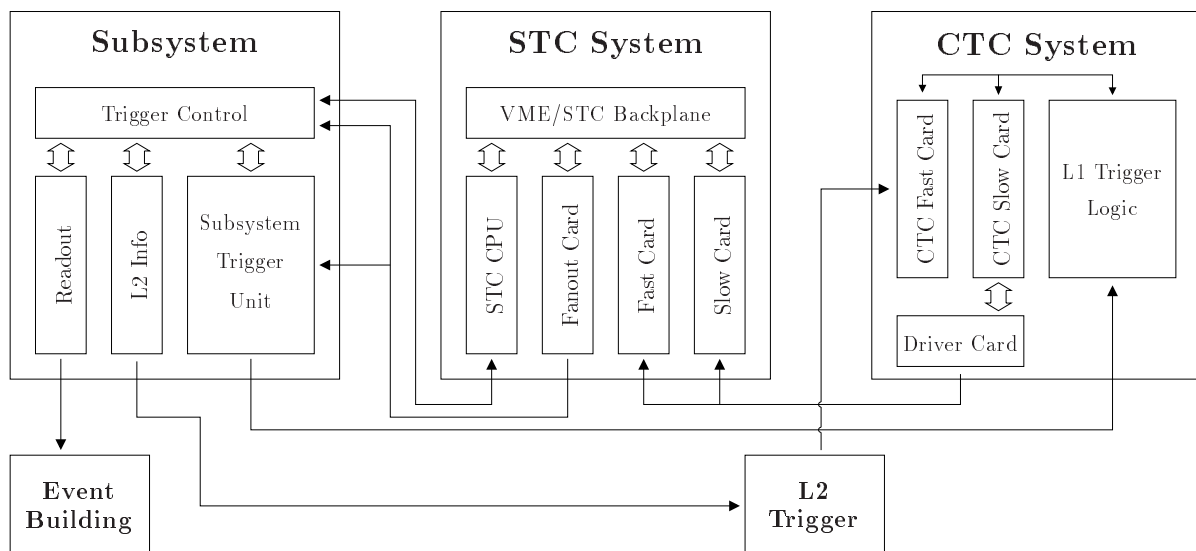 Subsystem
Trigger Control
Readout
L2 Info
Subsystem
Trigger
Unit
STC System
VME/STC Backplane
STC CPU
Fanout Card
Fast Card
Slow Card
CTC System
CTC Fast Card
CTC Slow Card
L1 Trigger
Logic
Driver Card
Event
Building
L2
Trigger